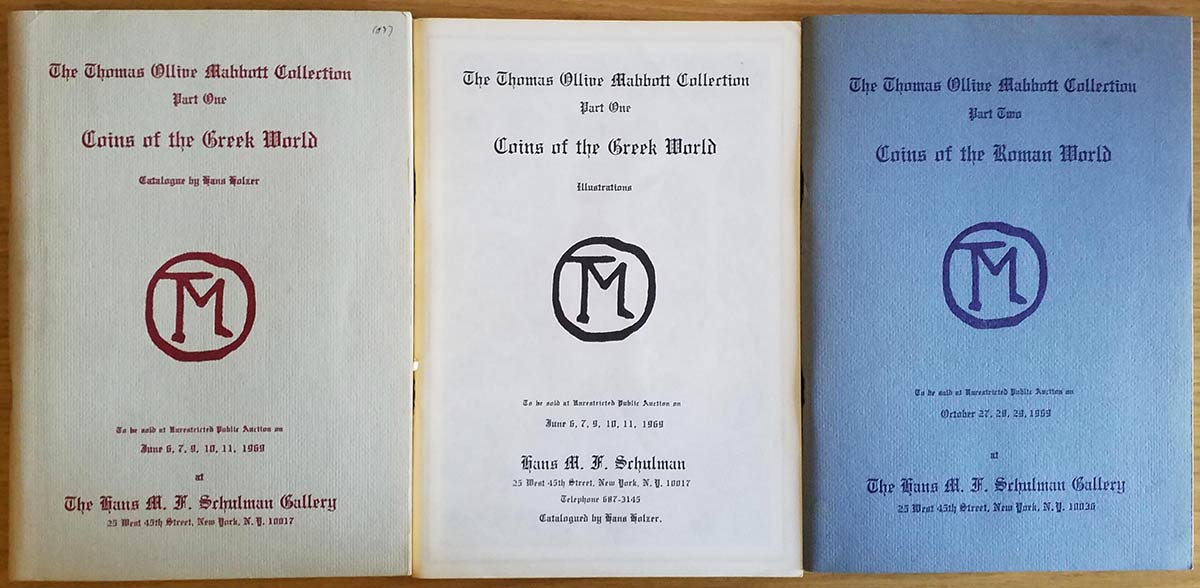 1037
The Thomas Ollive Mabbott Collection
Part One
Coins of the Greek World
Catalogue by Hans Holzer
TM
To be sold at Unrestricted Public Auction on
June 6, 7, 9, 10, 11, 1969
at
The Hans M. F. Schulman Gallery
25 West 45th Street, New York, N.Y. 10017
The Thomas Ollive Mabbott Collection
Part One
Coins of the Greek World
Illustrations
TM
To be sold at Unrestricted Public Auction on
June 6, 7, 9, 10, 11, 1969
Hans M. F. Schulman
25 West 45th Street, New York, N. Y. 10017
Telephone 687-3145
Catalogued by Hans Holzer.
The Thomas Ollive Mabbott Collection
Part Two
Coins of the Roman World
TM
To be sold at Unrestricted Public Auction on
October 27, 28, 29, 1969
at
The Hans M. F. Schulman Gallery
25 West 45th Street, New York, N.Y. 10036